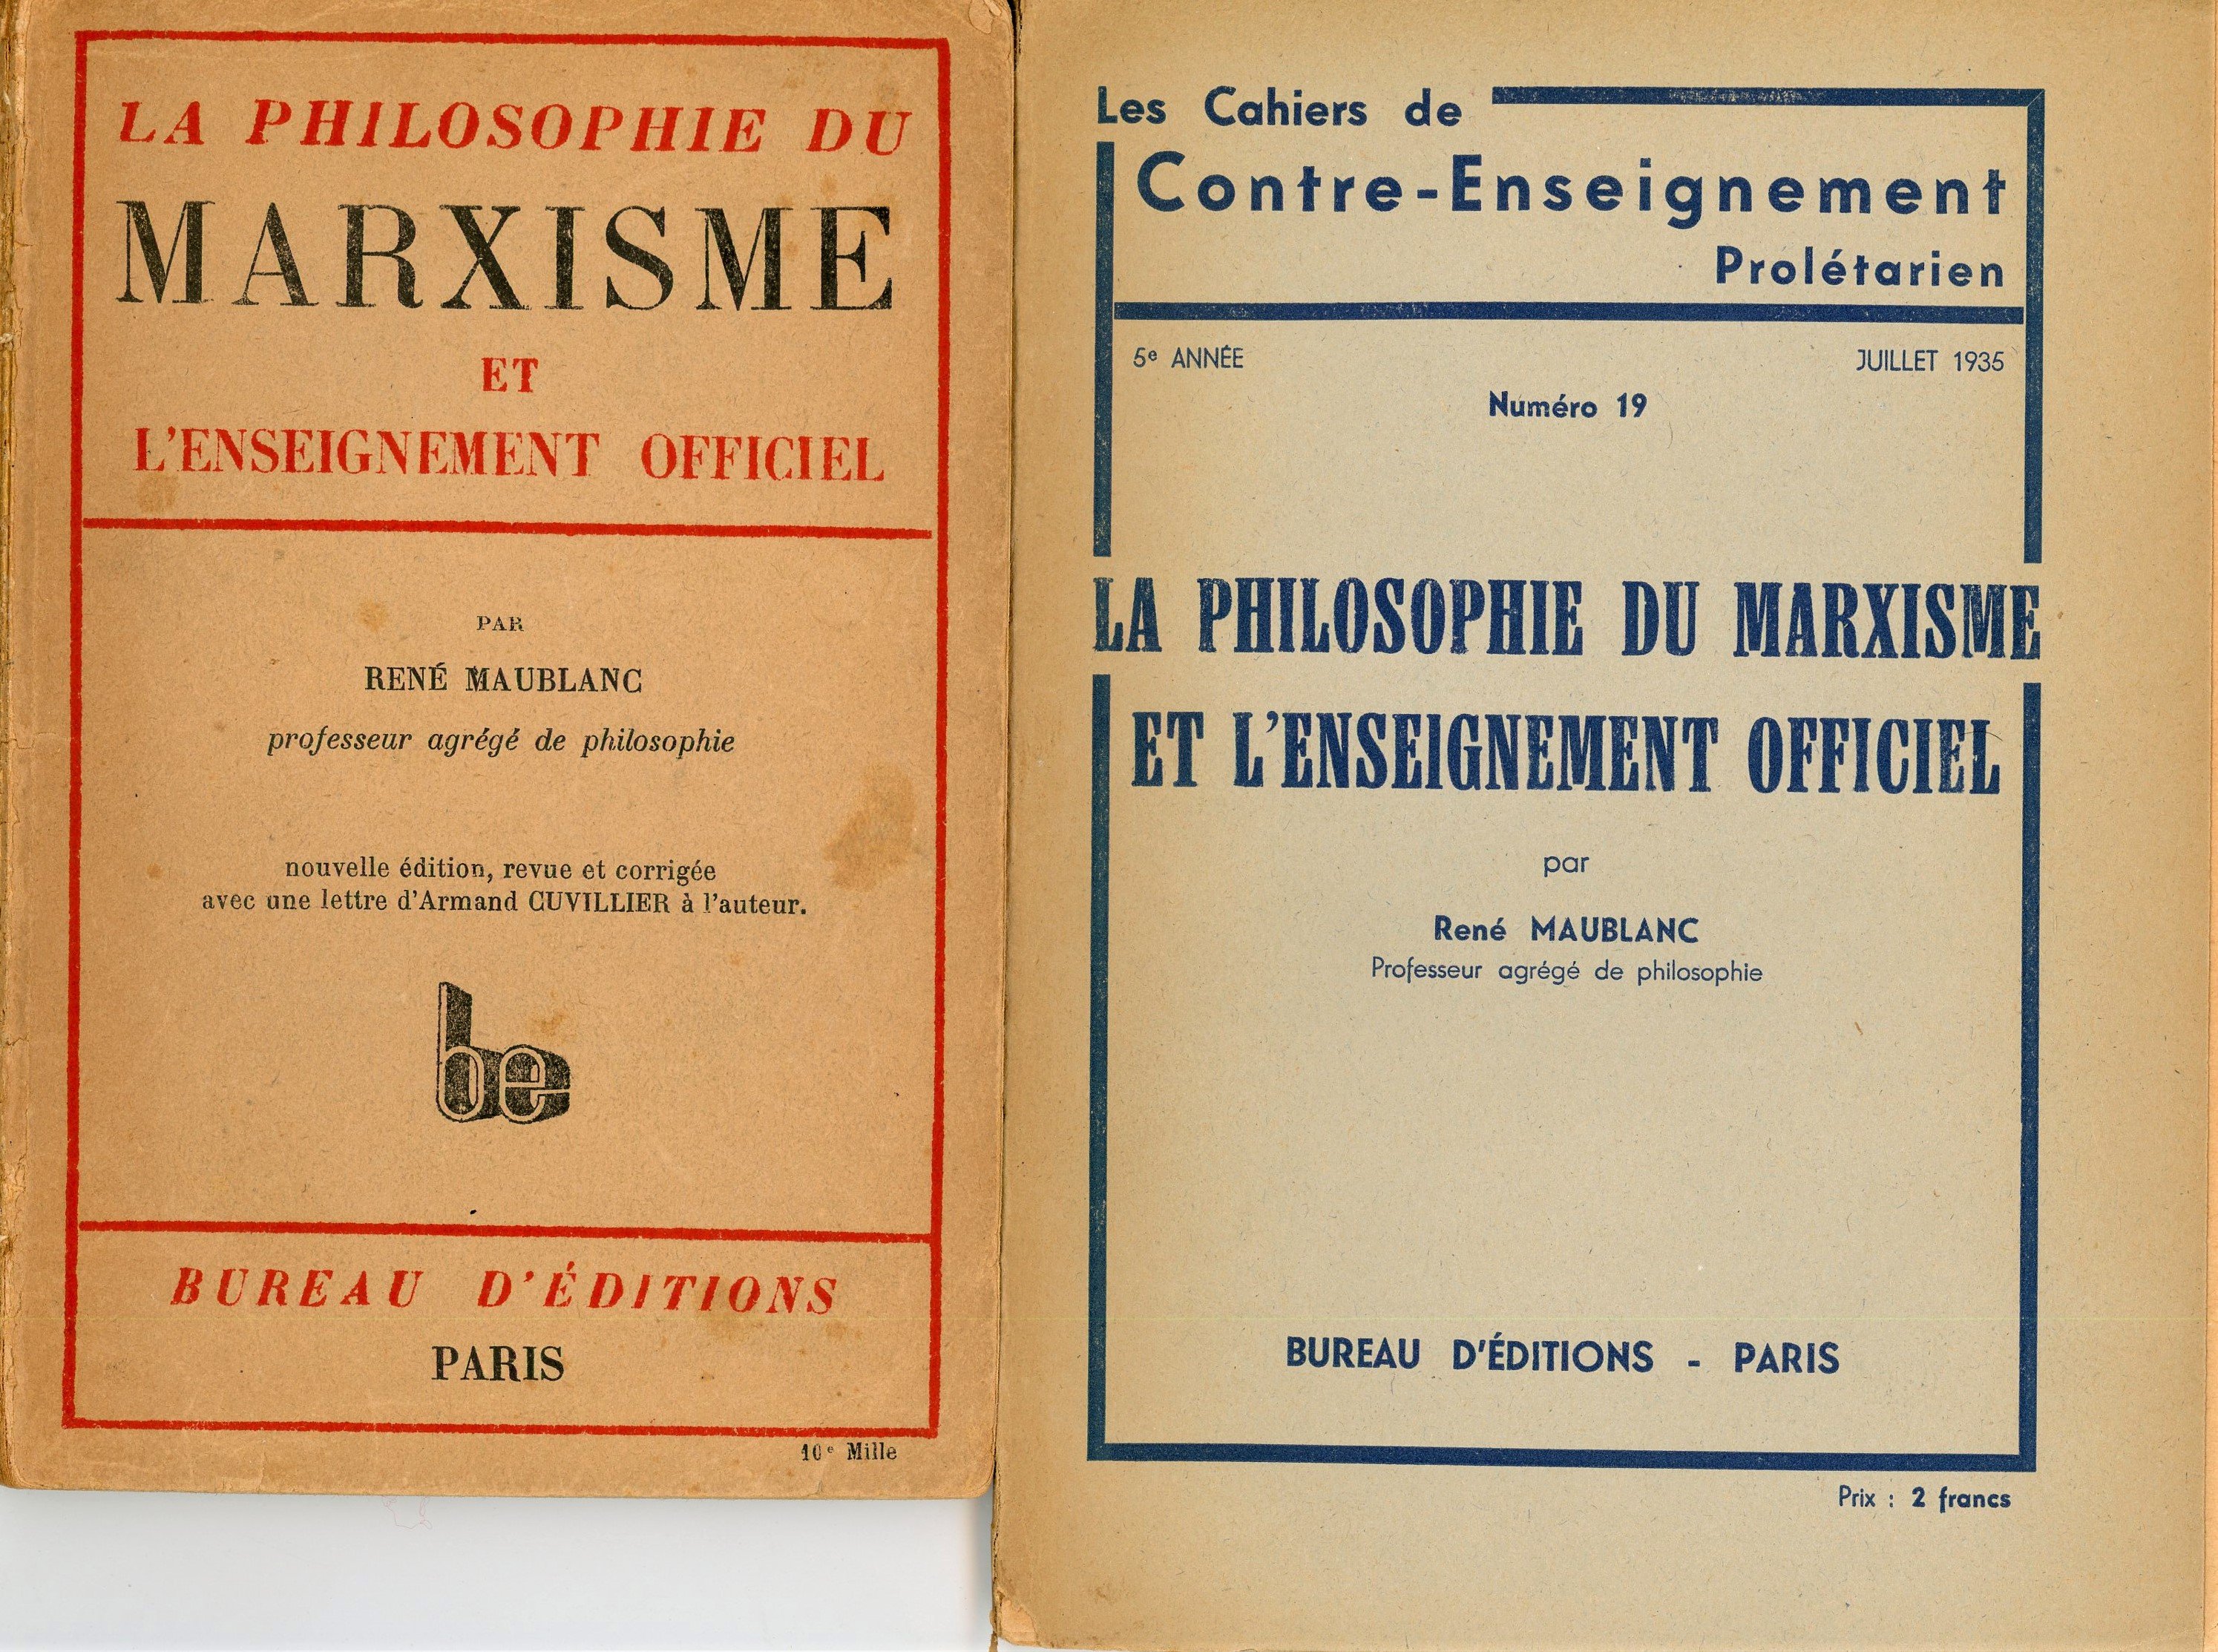 LA PHILOSOPHIE DU
MARXISME
ET
L'ENSEIGNEMENT OFFICIEL
PAR
RENÉ MAUBLANC
professeur agrégé de philosophie
nouvelle édition, revue et corrigée
avec une lettre d'Armand CUVILLIER à l'auteur.
be
BUREAU D'ÉDITIONS
PARIS
10e Mille
Les Cahiers de
Contre-Enseignement
Prolétarien
5e ANNÉE
JUILLET 1935
Numéro 19
LA PHILOSOPHIE DU MARXISME
ET L'ENSEIGNEMENT OFFICIEL
par
René MAUBLANC
Professeur agrégé de philosophie
BUREAU D'ÉDITIONS - PARIS
Prix : 2 francs